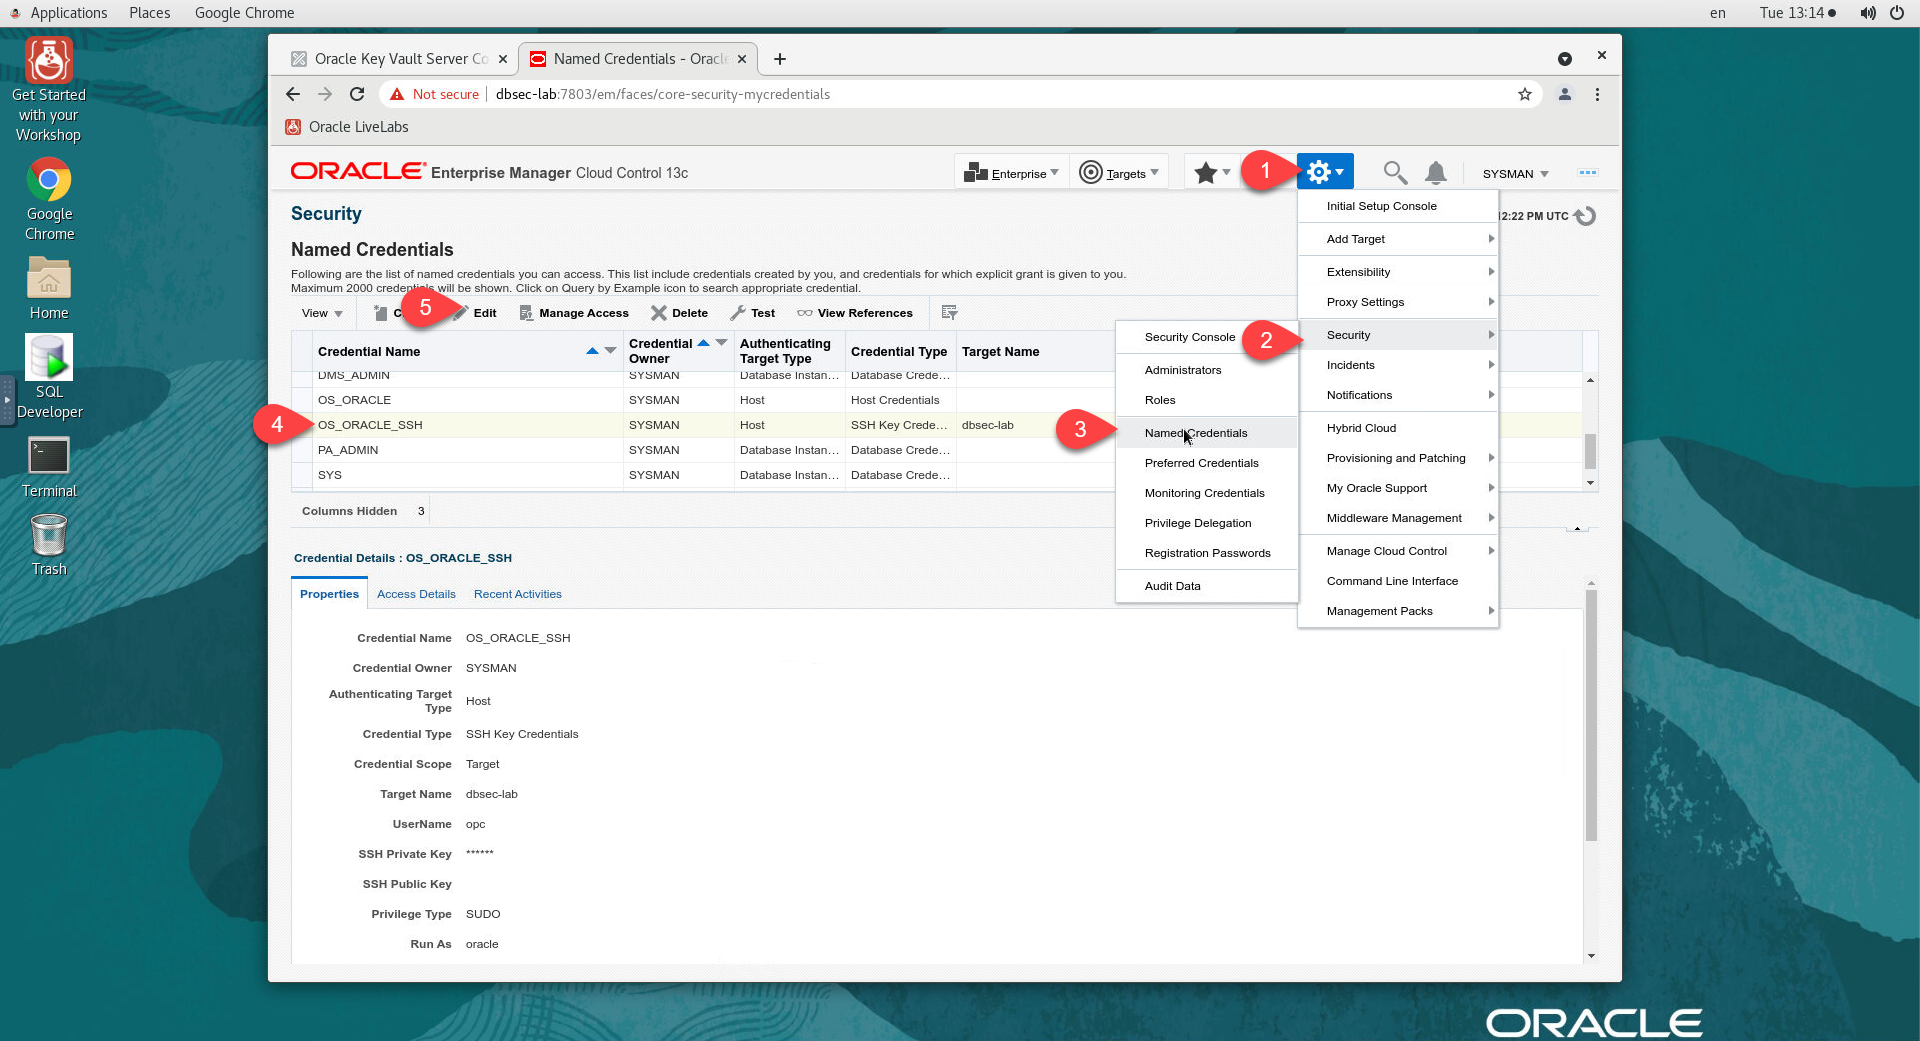 Applications Places Google Chrome en Tue 13:14
Get Started
with your
Workshop
Google
Chrome
Home
SQL
Developer
Terminal
Trash
Oracle Key Vault Server Co
Named Credentials - Oracle
Not secure dbsec-lab:7803/em/faces/core-security-mycredentials
Oracle LiveLabs
ORACLE Enterprise Manager Cloud Control 13c
Enterprise Targets 1 SYSMAN
Security
2:22 PM UTC
Named Credentials
Following are the list of named credentials you can access. This list include credentials created by you, and credentials for which explicit grant is given to you.
Maximum 2000 credentials will be shown. Click on Query by Example icon to search appropriate credential.
View C 5 Edit Manage Access Delete Test View References
Credential Name Credential Owner Authenticating Target Type Credential Type Target Name
DMS_ADMIN SYSMAN Database Instan... Database Crede...
OS_ORACLE SYSMAN Host Host Credentials
4 OS_ORACLE_SSH SYSMAN Host SSH Key Crede... dbsec-lab
PA_ADMIN SYSMAN Database Instan... Database Crede...
SYS SYSMAN Database Instan... Database Crede...
Columns Hidden 3
Initial Setup Console
Add Target
Extensibility
Proxy Settings
2 Security
Incidents
Notifications
Hybrid Cloud
Provisioning and Patching
My Oracle Support
Middleware Management
Manage Cloud Control
Command Line Interface
Management Packs
Security Console
Administrators
Roles
3 Named Credentials
Preferred Credentials
Monitoring Credentials
Privilege Delegation
Registration Passwords
Audit Data
Credential Details : OS_ORACLE_SSH
Properties Access Details Recent Activities
Credential Name OS_ORACLE_SSH
Credential Owner SYSMAN
Authenticating Target
Type Host
Credential Type SSH Key Credentials
Credential Scope Target
Target Name dbsec-lab
UserName opc
SSH Private Key ******
SSH Public Key
Privilege Type SUDO
Run As oracle
ORACLE